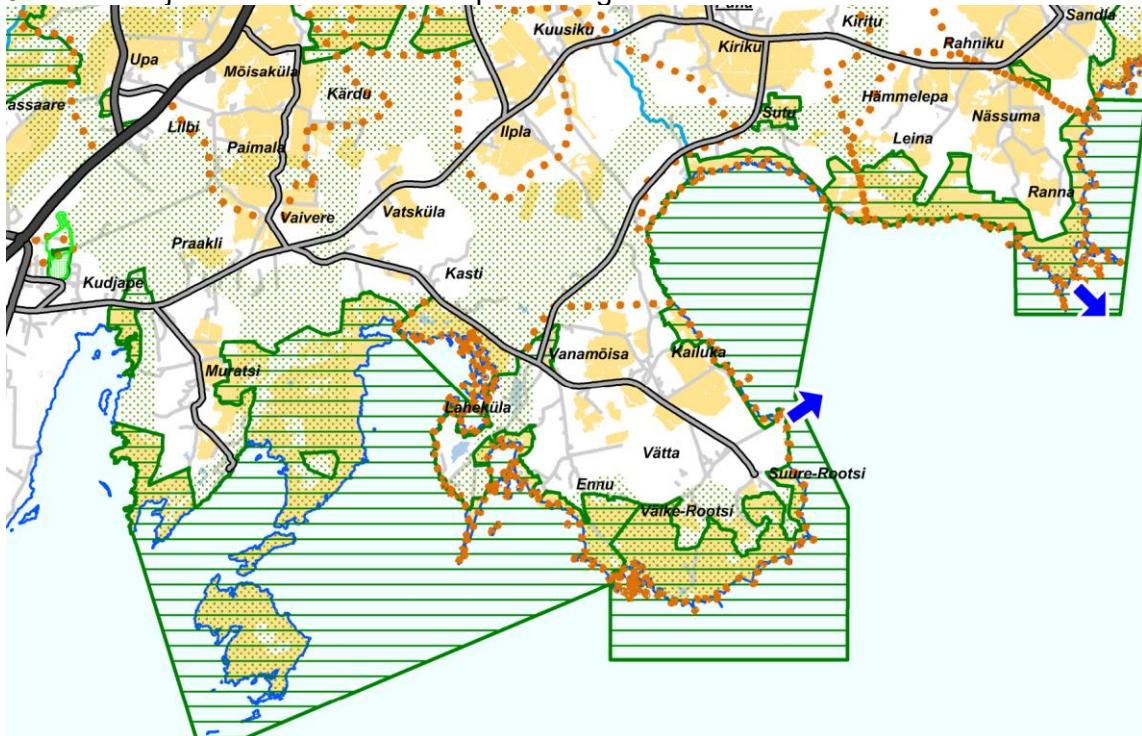 Kuusiku
Kiritu
Sandla
Upa
Kiriku
Rahniku
Mõisaküla
Kärdu
Hämmelepa
Sutu
Nässuma
Lilbi
Ilpla
Leina
Paimala
Ranna
Vaivere
Vatsküla
Praakli
Kudjape
Kasti
Vanamõisa
Kailuka
Muratsi
Laheküla
Vätta
Suure-Rootsi
Ennu
Väike-Rootsi